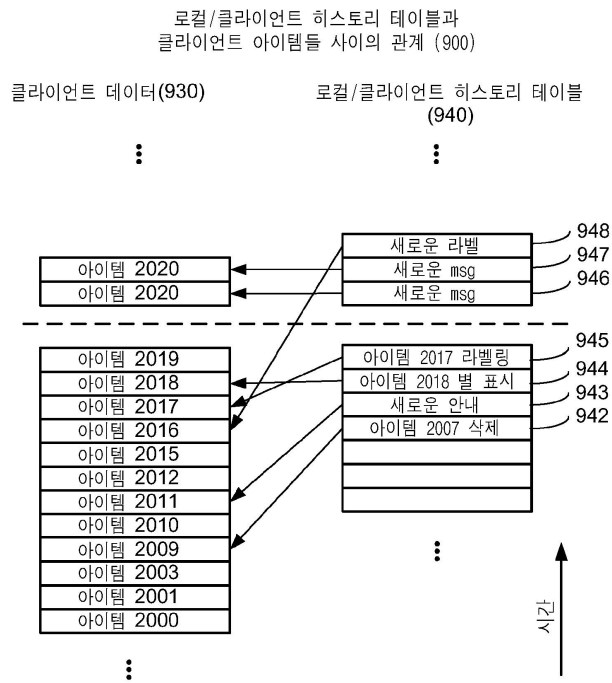 로컬/클라이언트 히스토리 테이블과
클라이언트 아이템들 사이의 관계 (900)
클라이언트 데이터(930)
로컬/클라이언트 히스토리 테이블
(940)
새로운 라벨
948
아이템 2020
새로운 msg
947
아이템 2020
새로운 msg
946
아이템 2019
아이템 2017 라벨링
945
아이템 2018
아이템 2018 별 표시
944
아이템 2017
새로운 안내
943
아이템 2016
아이템 2007 삭제
942
아이템 2015
아이템 2012
아이템 2011
아이템 2010
아이템 2009
아이템 2003
아이템 2001
아이템 2000
시간